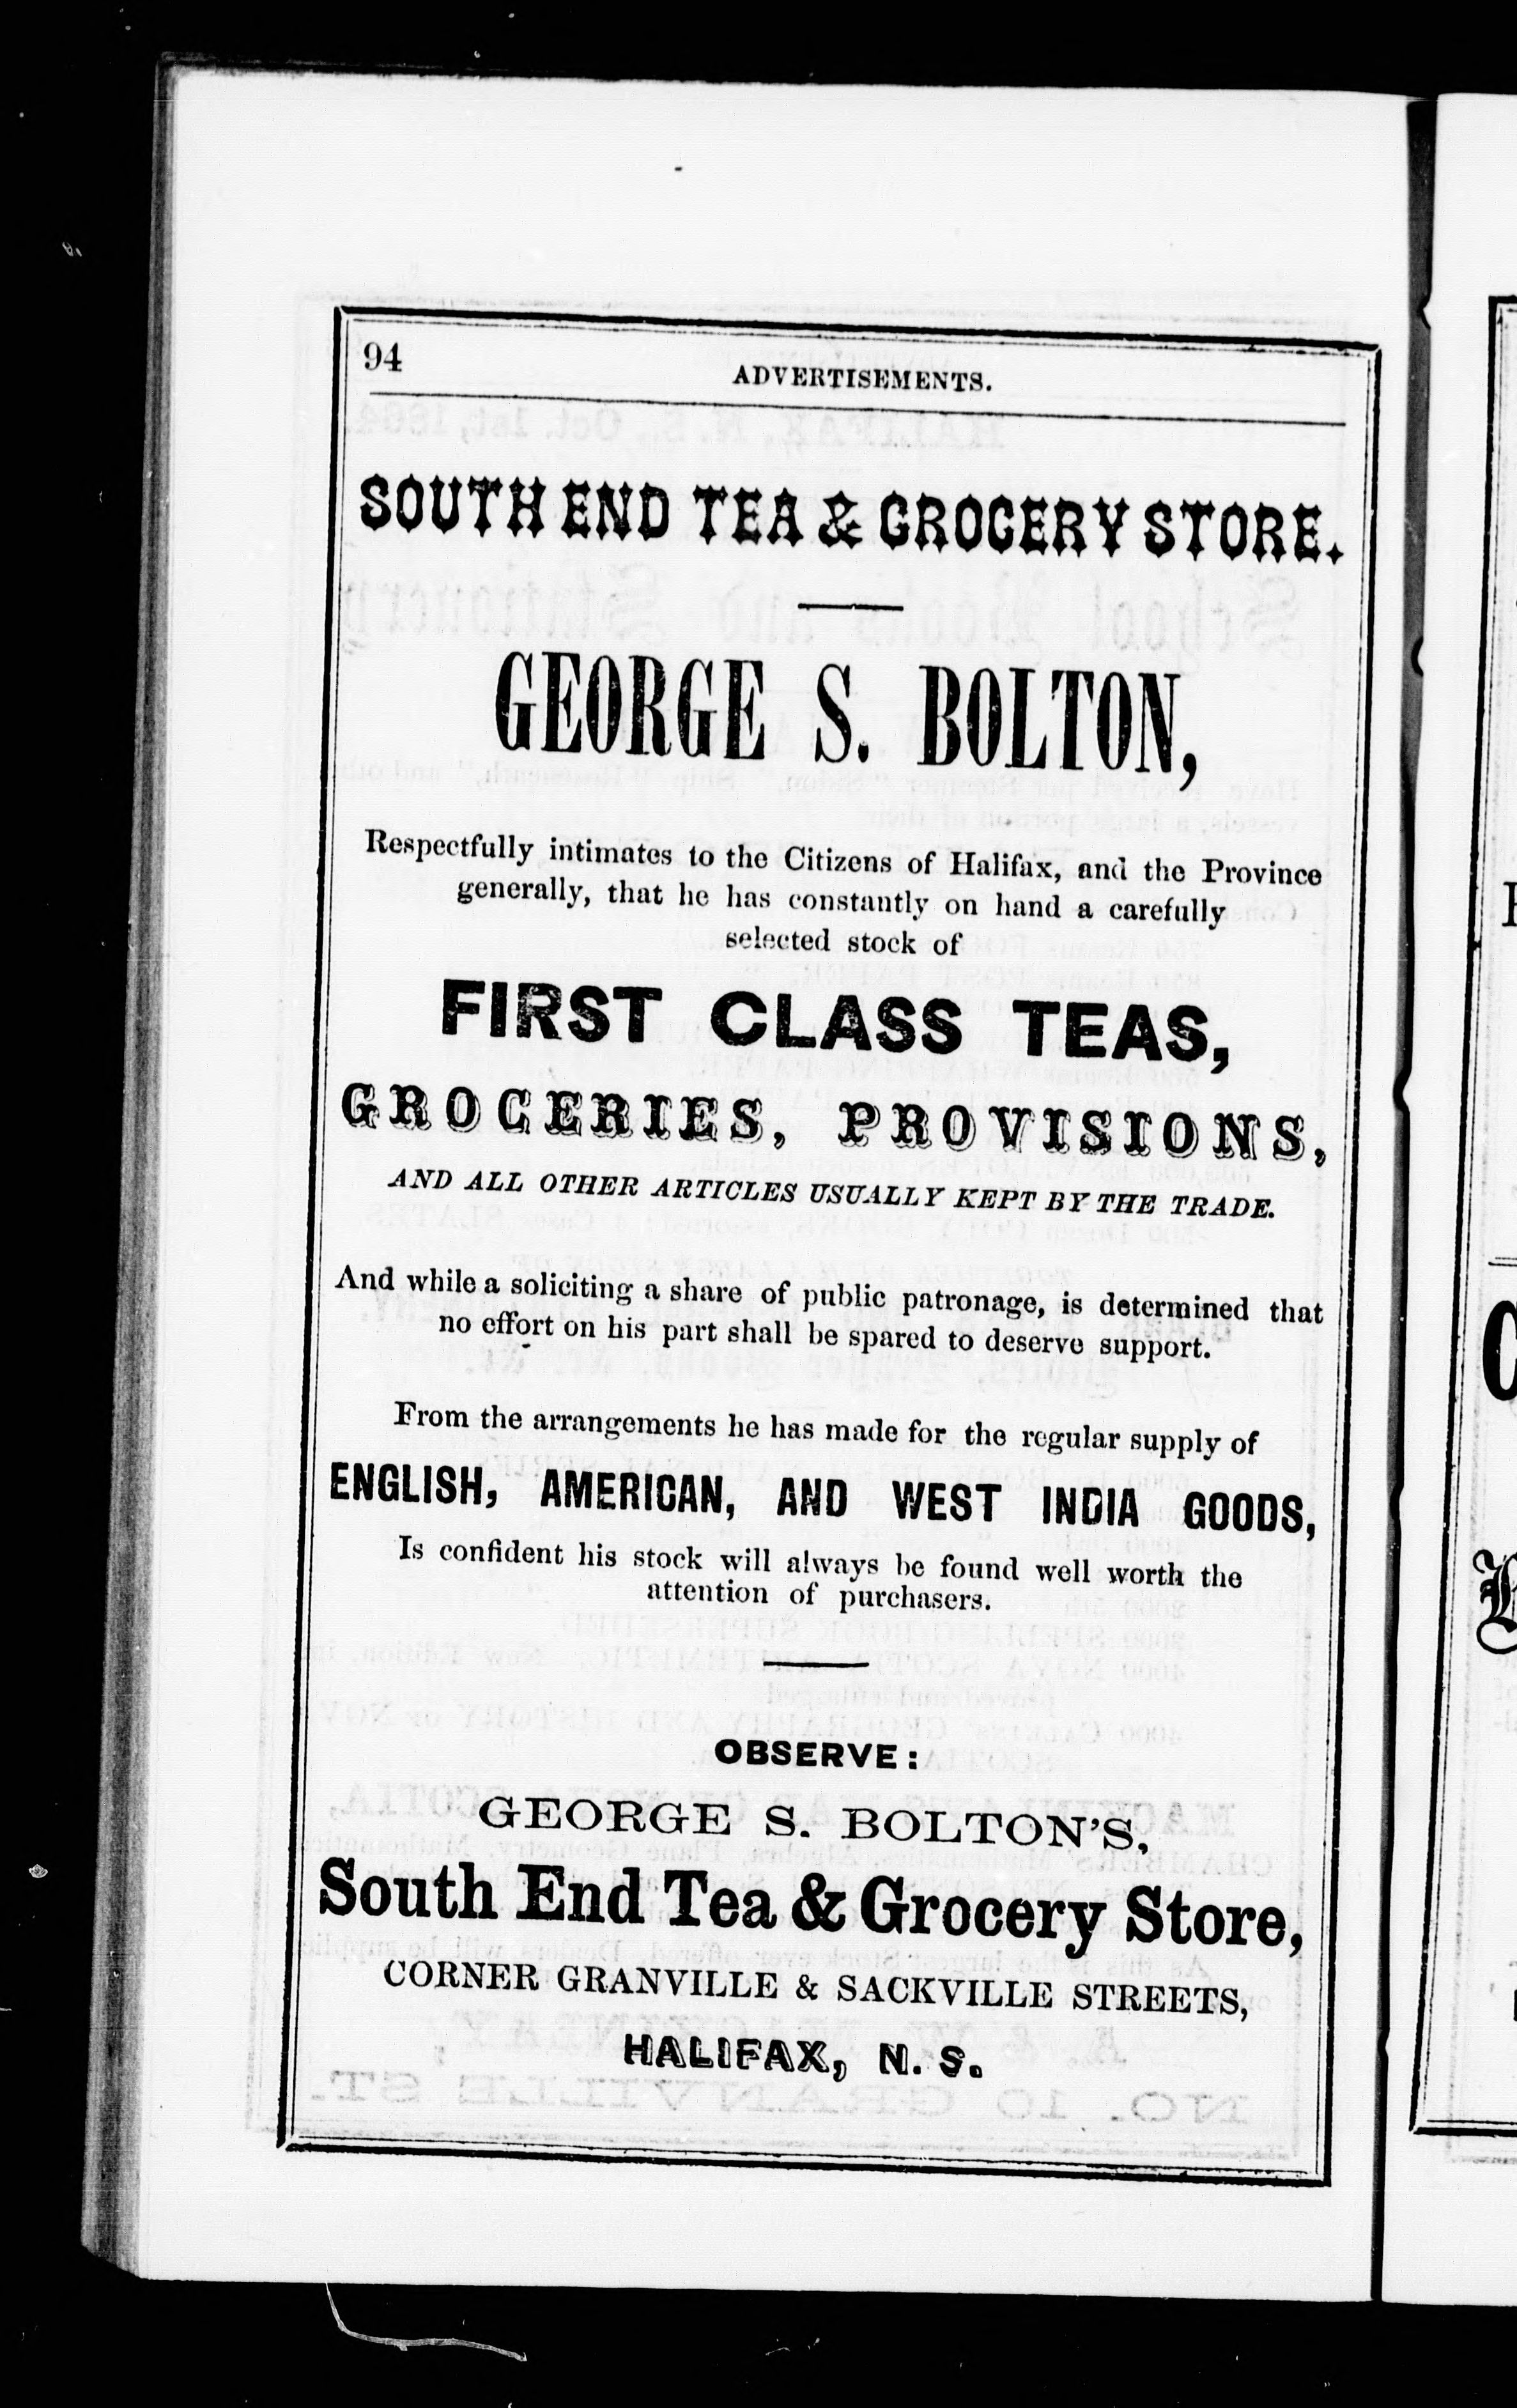 94
ADVERTISEMENTS.
SOUTH END TEA & GROCERY STORE.
GEORGE S. BOLTON,
Respectfully intimates to the Citizens of Halifax, and the Province
generally, that he has constantly on hand a carefully
selected stock of
FIRST CLASS TEAS,
GROCERIES, PROVISIONS,
AND ALL OTHER ARTICLES USUALLY KEPT BY THE TRADE.
And while a soliciting a share of public patronage, is determined that
no effort on his part shall be spared to deserve support.
From the arrangements he has made for the regular supply of
ENGLISH, AMERICAN, AND WEST INDIA GOODS,
Is confident his stock will always be found well worth the
attention of purchasers.
OBSERVE:
GEORGE S. BOLTON'S,
South End Tea & Grocery Store,
CORNER GRANVILLE & SACKVILLE STREETS,
HALIFAX, N. S.